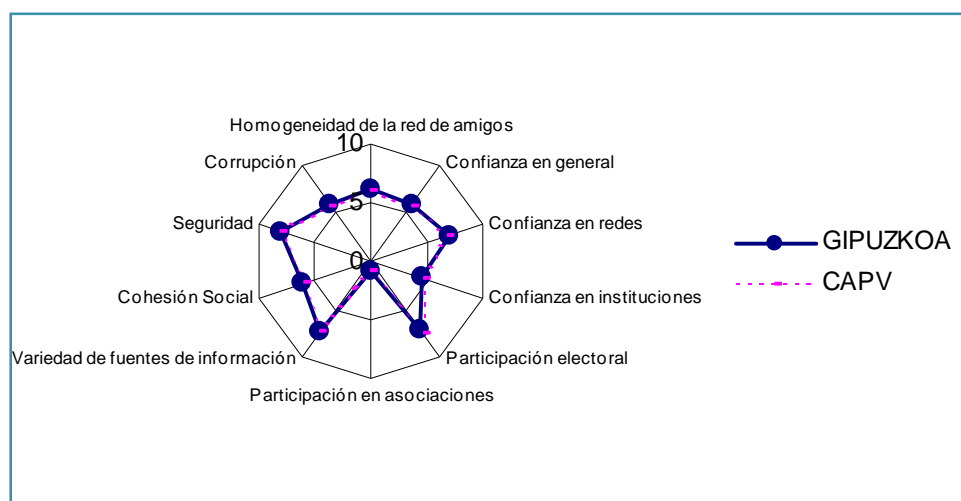 Homogeneidad de la red de amigos
10
Corrupción
Confianza en general
5
Seguridad
Confianza en redes
0
GIPUZKOA
CAPV
Cohesión Social
Confianza en instituciones
Variedad de fuentes de información
Participación electoral
Participación en asociaciones